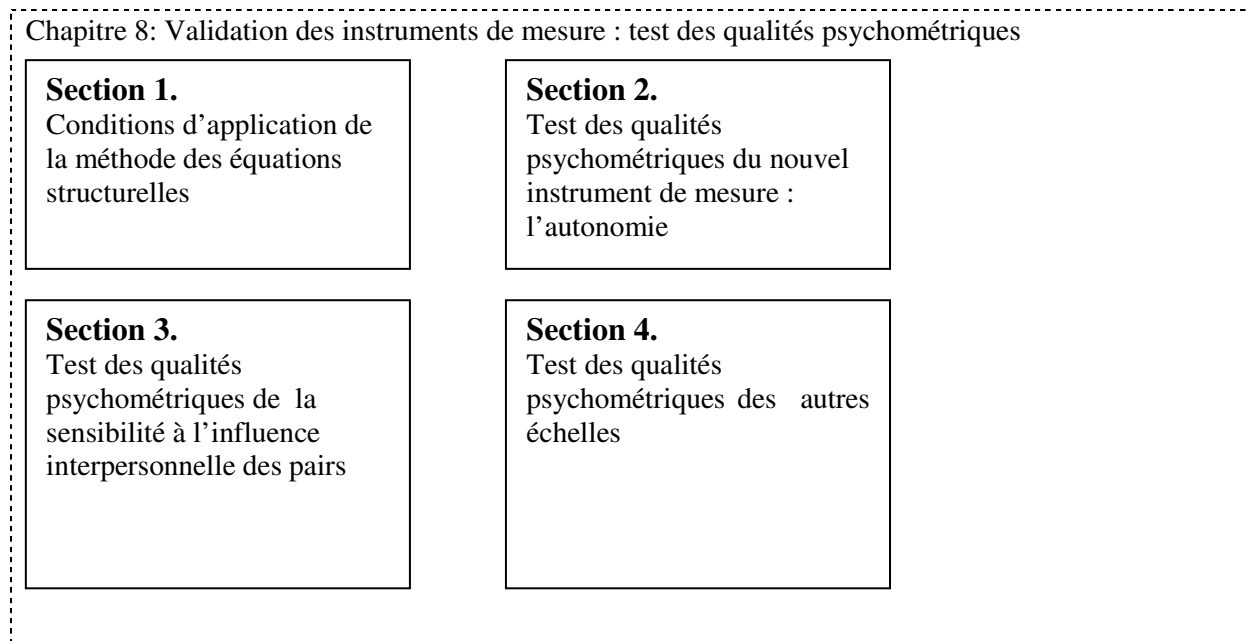 Chapitre 8: Validation des instruments de mesure : test des qualités psychométriques
Section 1.
Conditions d'application de
la méthode des équations
structurelles
Section 2.
Test des qualités
psychométriques du nouvel
instrument de mesure :
l'autonomie
Section 3.
Test des qualités
psychométriques de la
sensibilité à l'influence
interpersonnelle des pairs
Section 4.
Test des qualités
psychométriques des autres
échelles